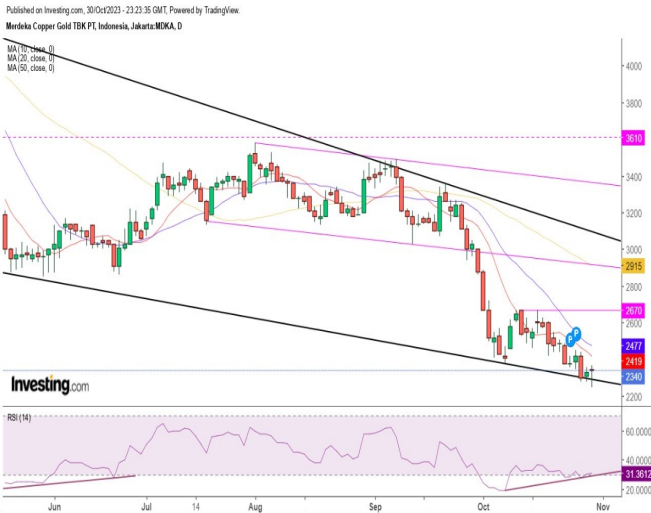 Published on Investing.com, 30/Oct/2023 - 23:23:35 GMT, Powered by TradingView.
Merdeka Copper Gold TBK PT, Indonesia, Jakarta:MDKA, D
MA (10, close, 0)
MA (20, close, 0)
MA (50, close, 0)
4000
3800
3610
3400
3200
3000
2915
2800
2670
2600
P
P
2477
2419
2340
2200
Investing.com
RSI (14)
60.0000
40.0000
31.3612
20.0000
Jun
Jul
14
Aug
Sep
Oct
Nov